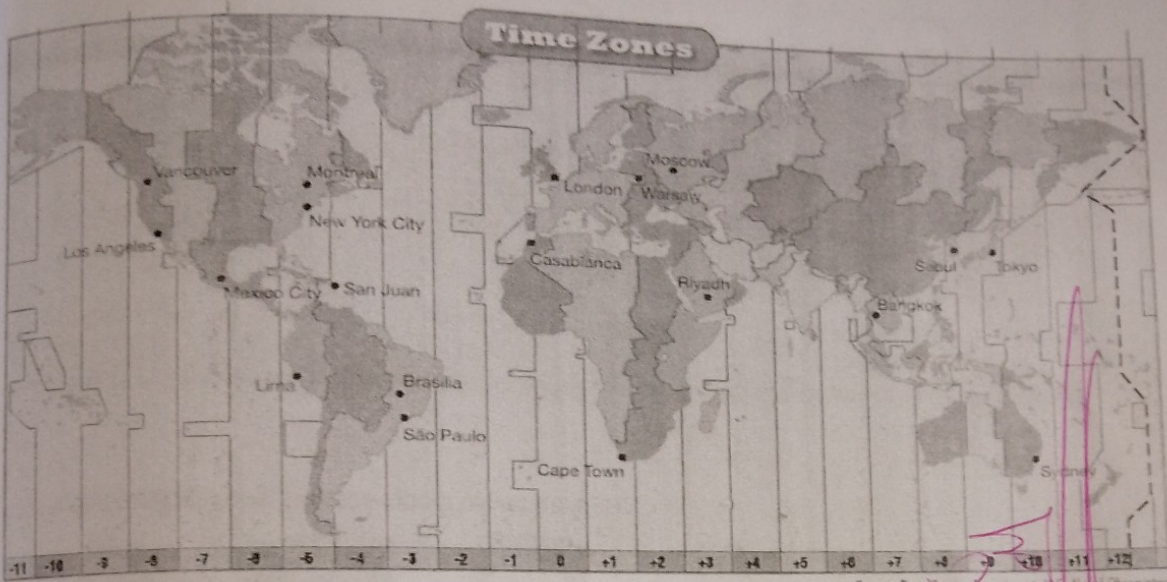 Time Zones
Vancouver
Montreal
Moscow
London
Warsaw
New York City
Los Angeles
Casablanca
Seoul
Tokyo
Mexico City
San Juan
Riyadh
Bangkok
Lima
Brasilia
São Paulo
Cape Town
Sydney
-11 -10 -9 -8 -7 -6 -5 -4 -3 -2 -1 0 +1 +2 +3 +4 +5 +6 +7 +8 +9 +10 +11 +12